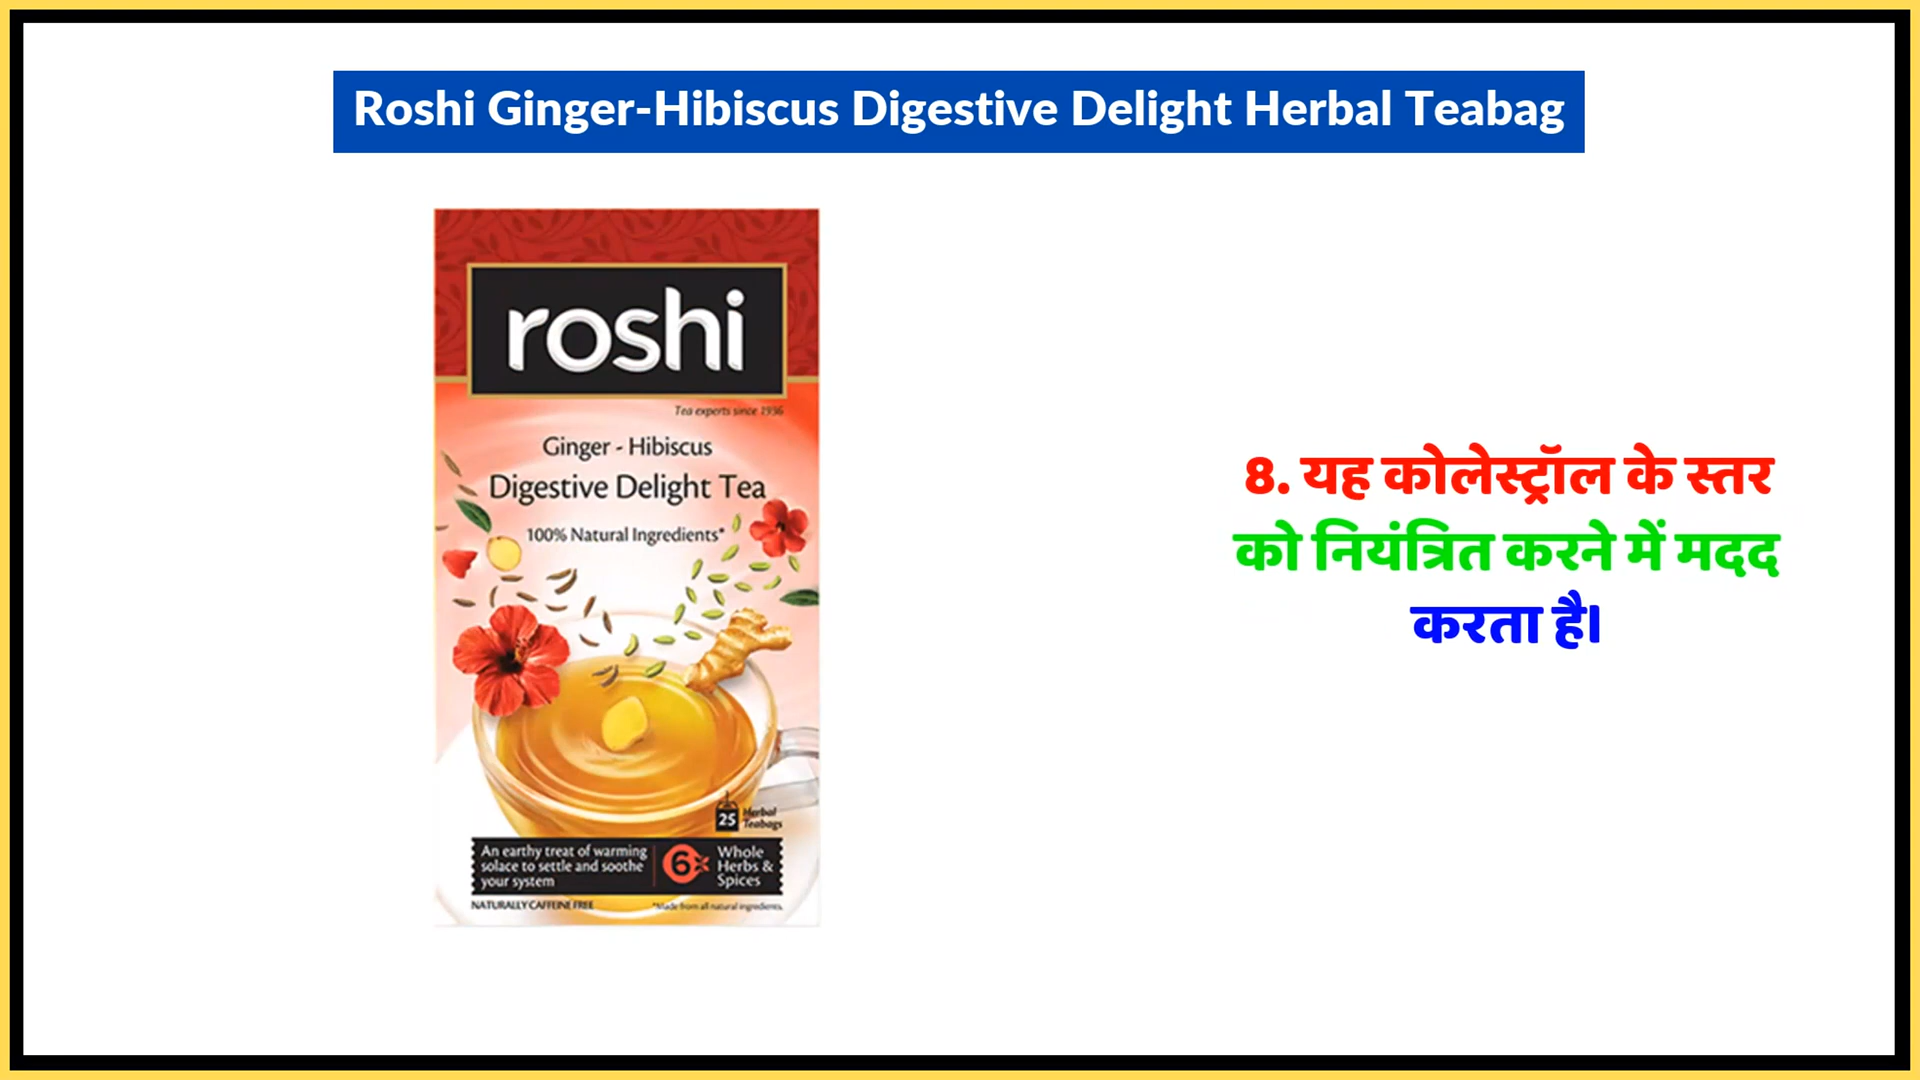 Roshi Ginger-Hibiscus Digestive Delight Herbal Teabag
roshi
Tea experts since 1936
Ginger - Hibiscus
Digestive Delight Tea
100% Natural Ingredients*
25 Herbal
Teabags
An earthy treat of warming
solace to settle and soothe
your system
6
Whole
Herbs &
Spices
NATURALLY CAFFEINE FREE
*Made from all natural ingredients.
8. यह कोलेस्ट्रॉल के स्तर
को नियंत्रित करने में मदद
करता है।